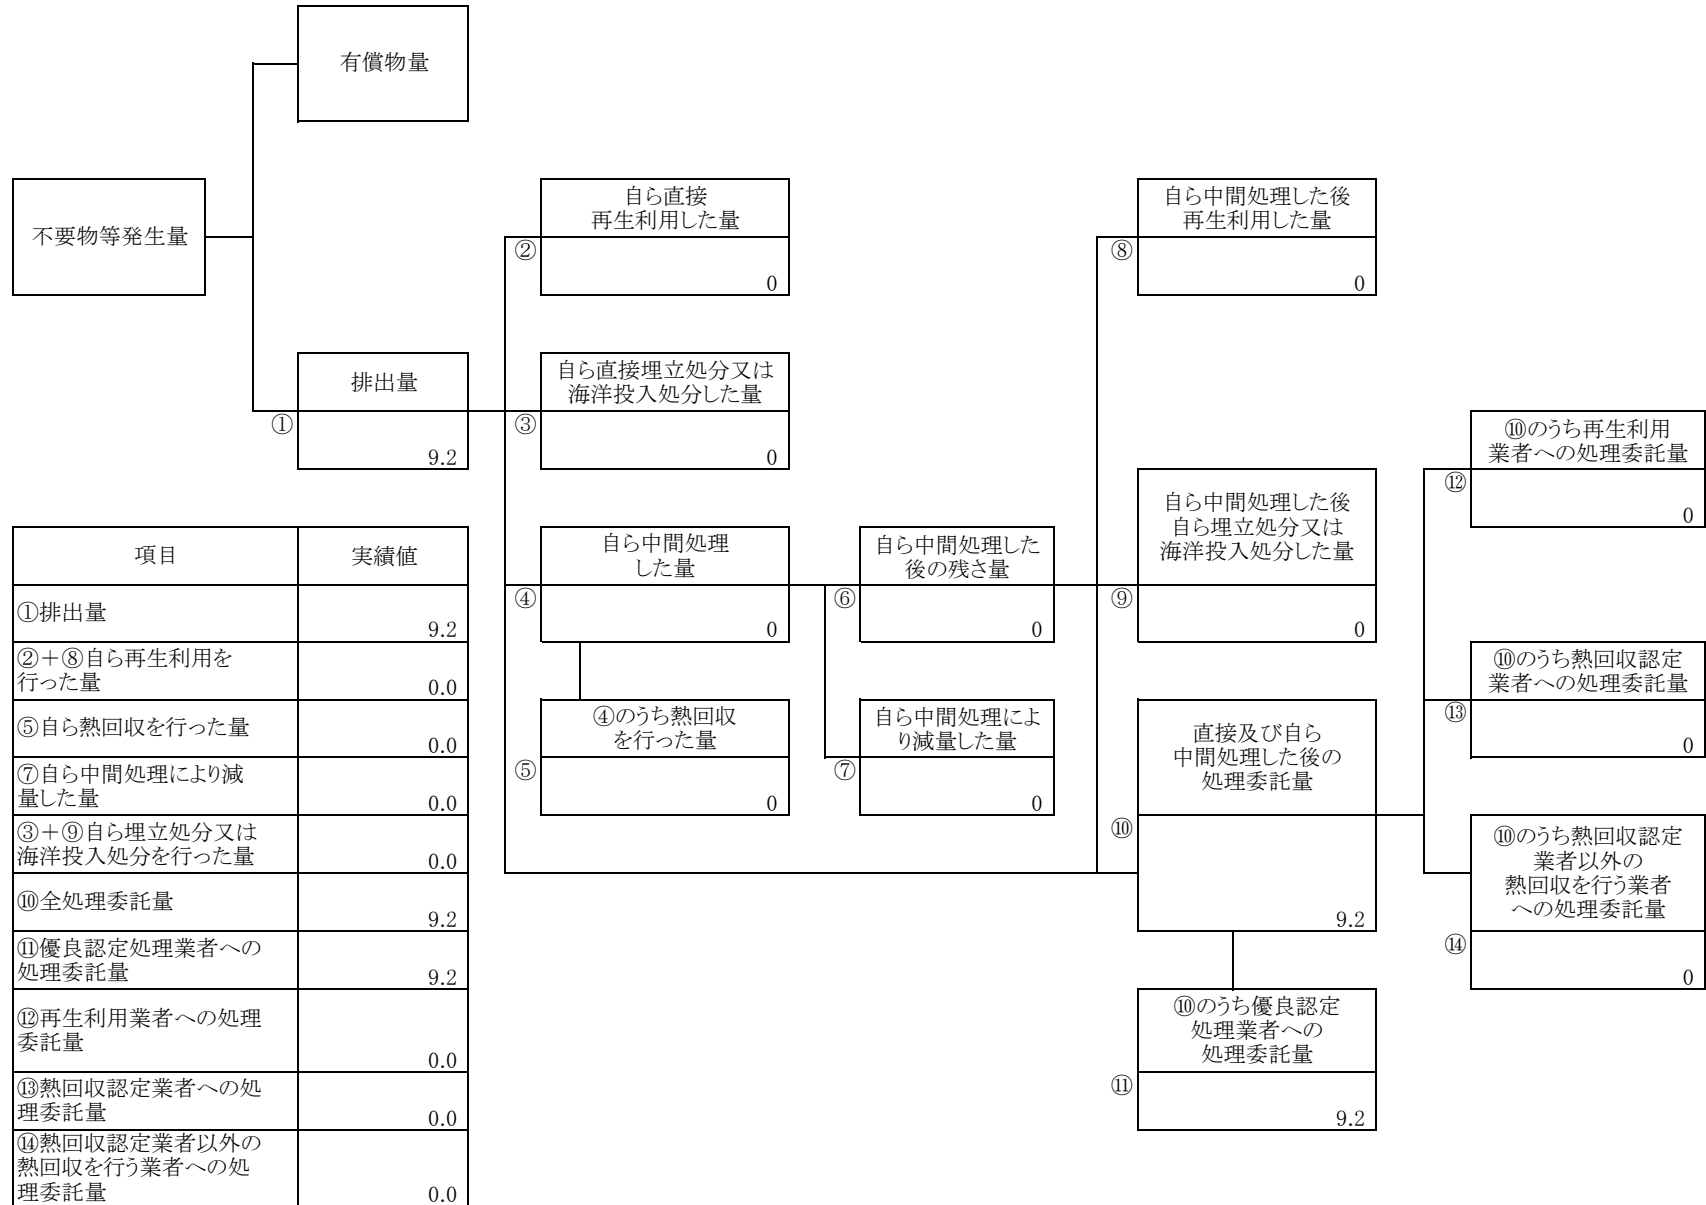 有償物量
不要物等発生量
自ら直接
再生利用した量
②
0
自ら中間処理した後
再生利用した量
⑧
0
排出量
①
9.2
自ら直接埋立処分又は
海洋投入処分した量
③
0
⑩のうち再生利用
業者への処理委託量
⑫
0
自ら中間処理
した量
④
0
自ら中間処理した
後の残さ量
⑥
0
自ら中間処理した後
自ら埋立処分又は
海洋投入処分した量
⑨
0
⑩のうち熱回収認定
業者への処理委託量
⑬
0
④のうち熱回収
を行った量
⑤
0
自ら中間処理によ
り減量した量
⑦
0
直接及び自ら
中間処理した後の
処理委託量
⑩
9.2
⑩のうち熱回収認定
業者以外の
熱回収を行う業者
への処理委託量
⑭
0
⑩のうち優良認定
処理業者への
処理委託量
⑪
9.2
項目 実績値
①排出量 9.2
②＋⑧自ら再生利用を
行った量 0.0
⑤自ら熱回収を行った量 0.0
⑦自ら中間処理により減
量した量 0.0
③＋⑨自ら埋立処分又は
海洋投入処分を行った量 0.0
⑩全処理委託量 9.2
⑪優良認定処理業者への
処理委託量 9.2
⑫再生利用業者への処理
委託量 0.0
⑬熱回収認定業者への処
理委託量 0.0
⑭熱回収認定業者以外の
熱回収を行う業者への処
理委託量 0.0